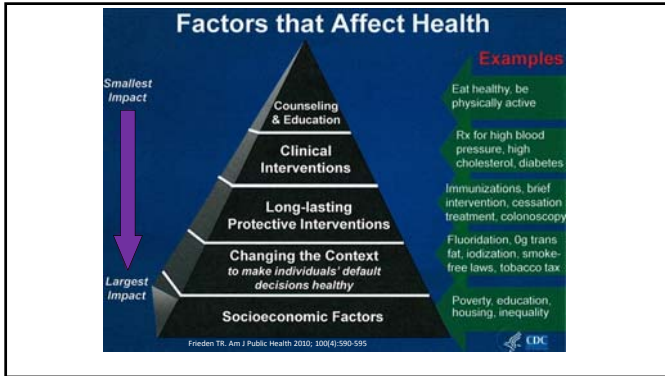 Factors that Affect Health
Examples
Smallest
Impact
Counseling
& Education
Eat healthy, be
physically active
Clinical
Interventions
Rx for high blood
pressure, high
cholesterol, diabetes
Long-lasting
Protective Interventions
Immunizations, brief
intervention, cessation
treatment, colonoscopy
Changing the Context
to make individuals' default
decisions healthy
Fluoridation, 0g trans
fat, iodization, smoke-
free laws, tobacco tax
Largest
Impact
Socioeconomic Factors
Poverty, education,
housing, inequality
Frieden TR. Am J Public Health 2010; 100(4):590-595
CDC